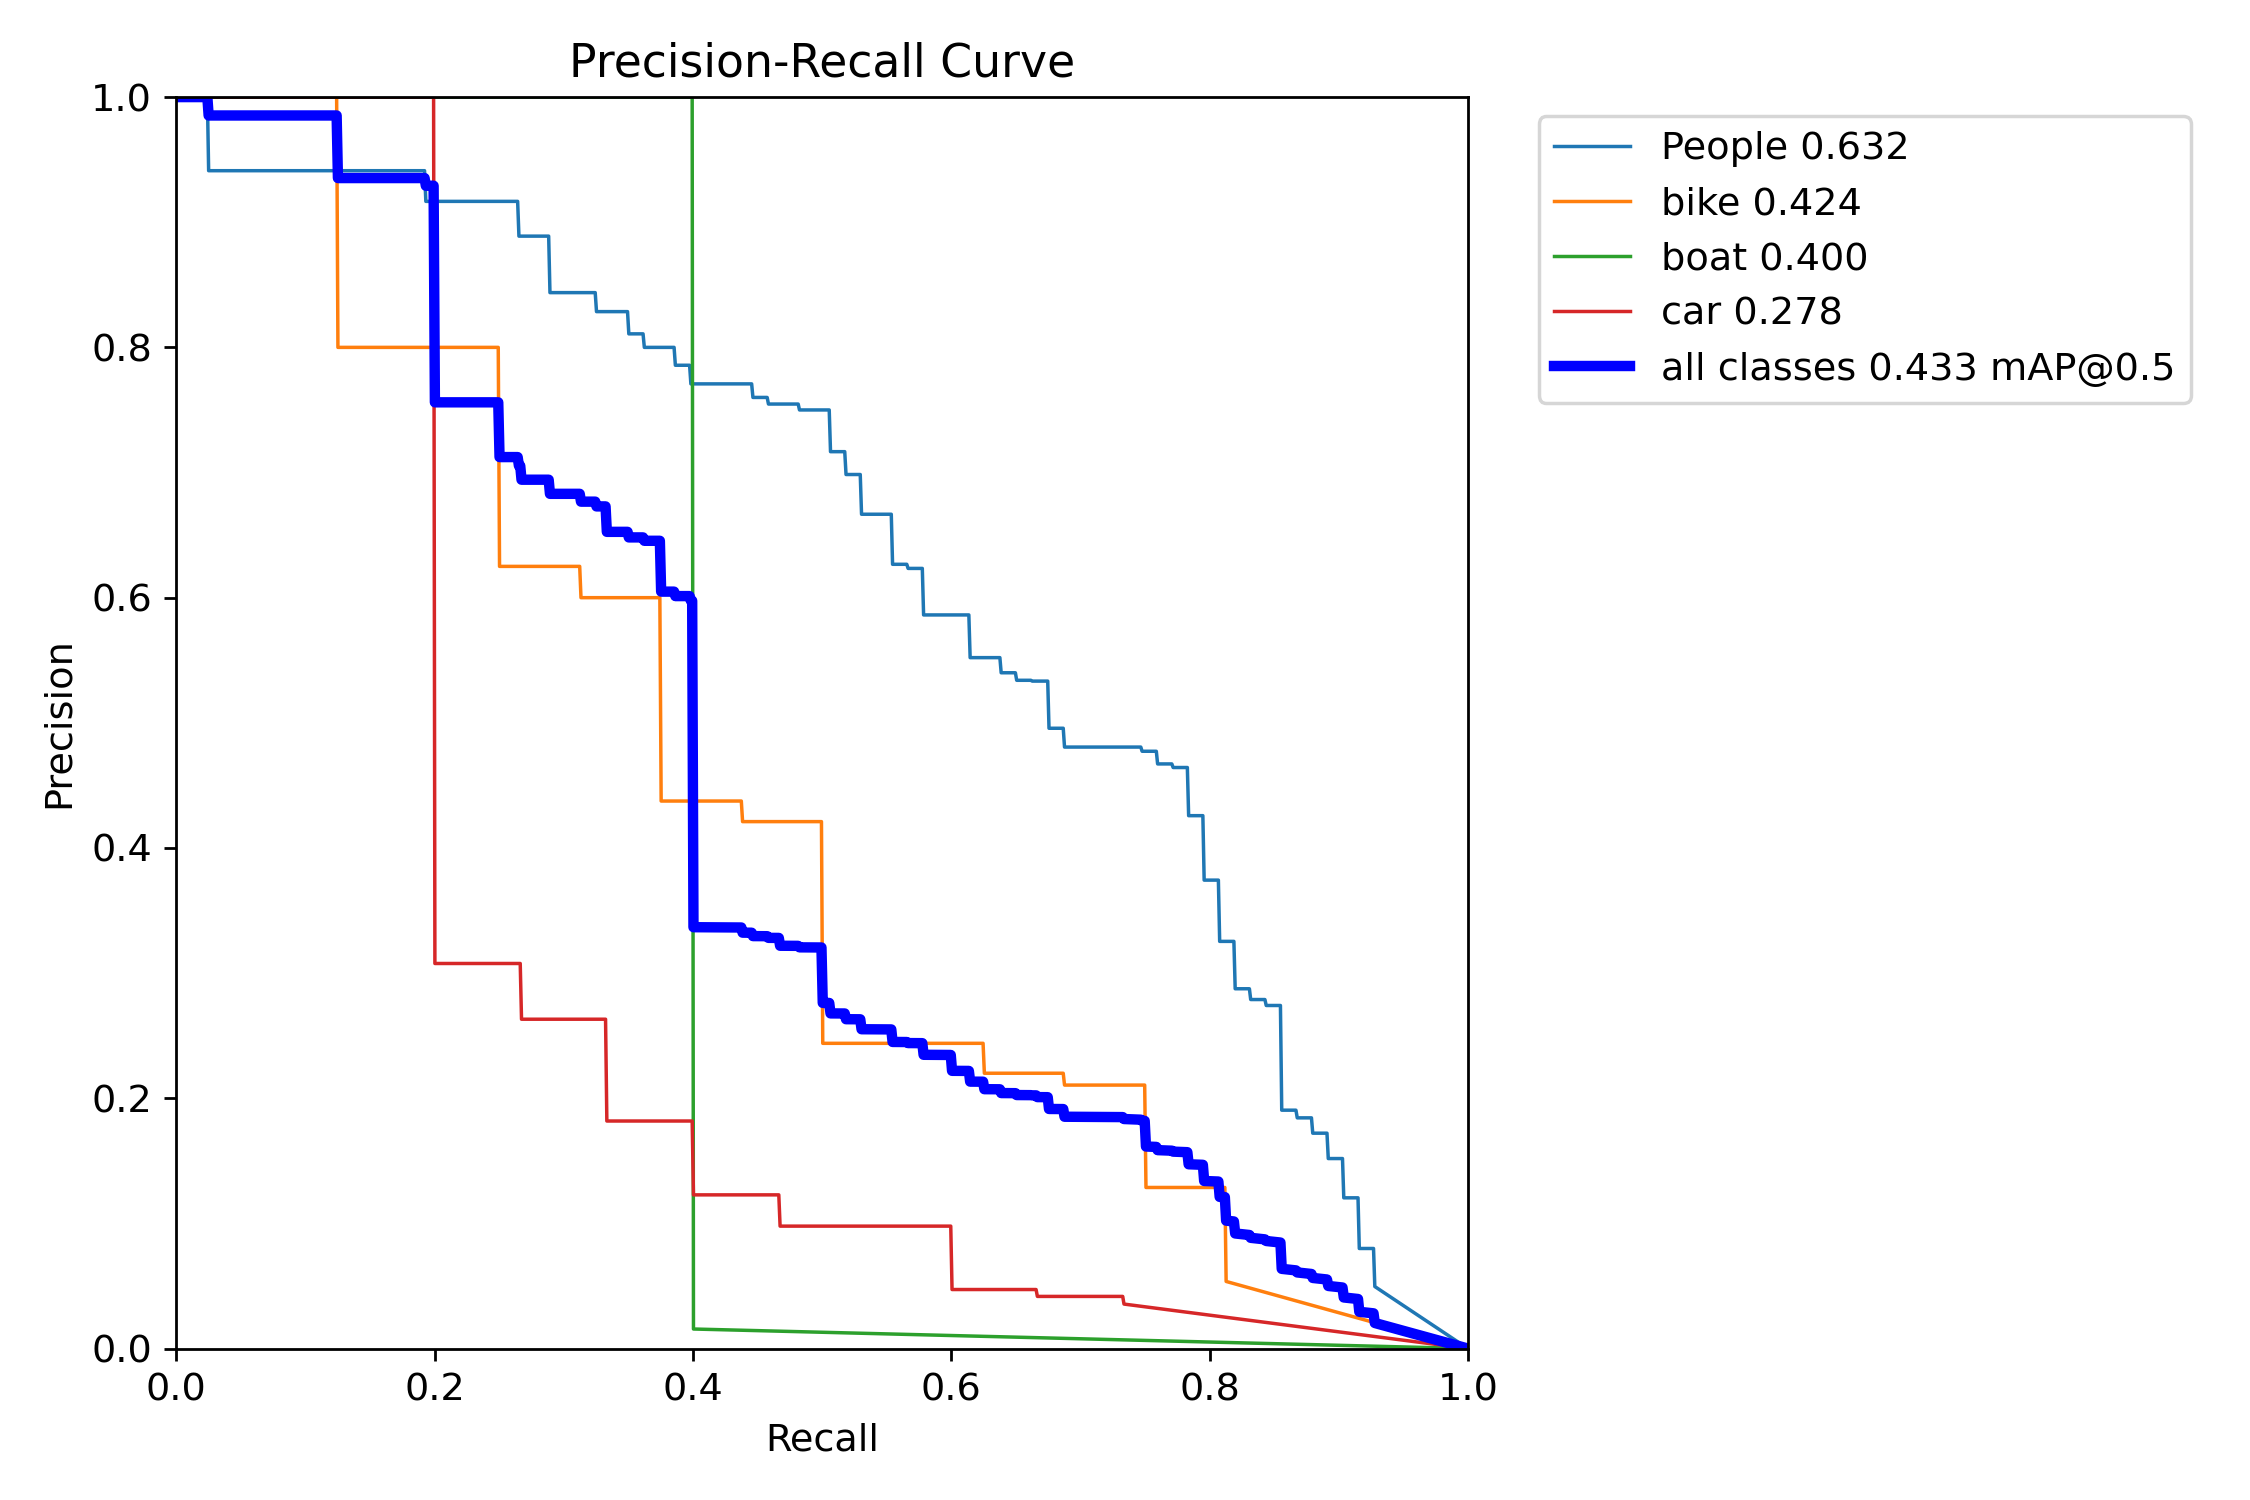 Precision-Recall Curve
1.0
0.8
0.6
0.4
0.2
0.0
Precision
0.0 0.2 0.4 0.6 0.8 1.0
Recall
People 0.632
bike 0.424
boat 0.400
car 0.278
all classes 0.433 mAP@0.5